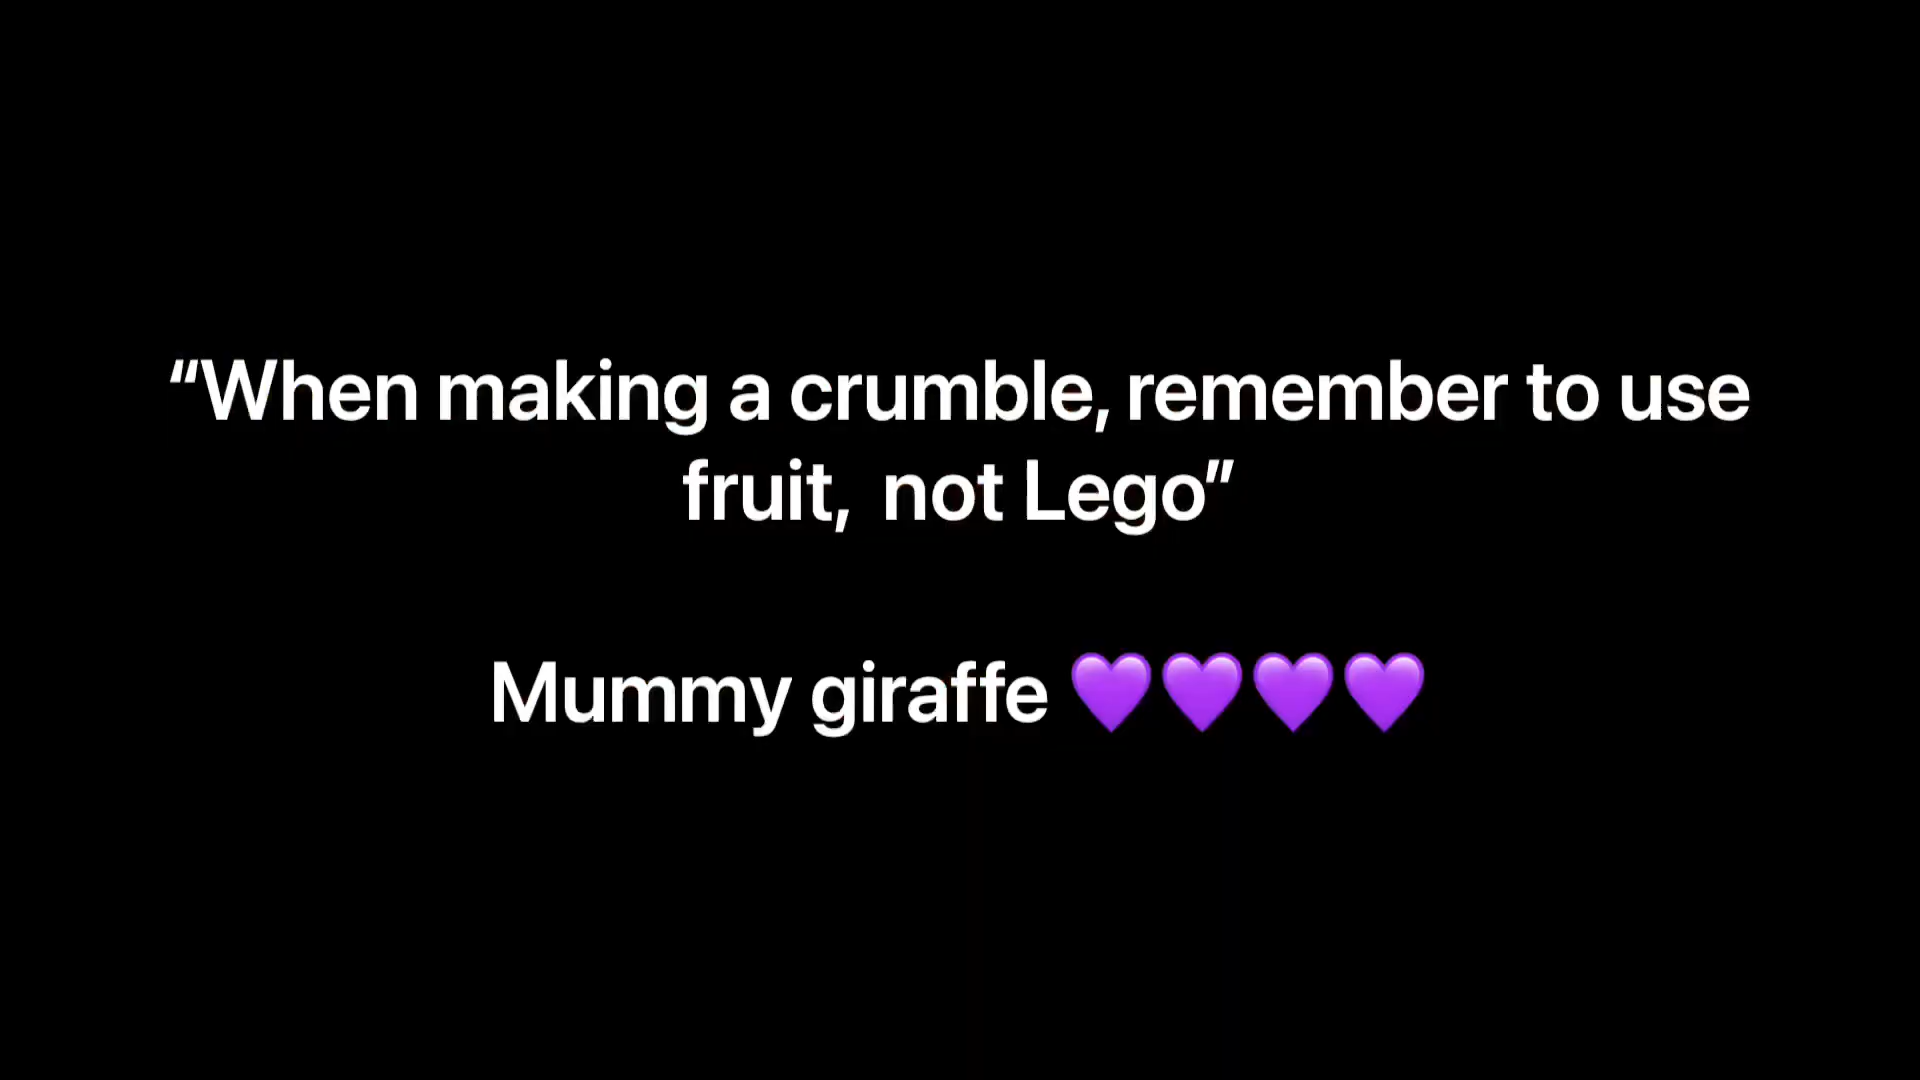 “When making a crumble, remember to use
fruit,  not Lego”
Mummy giraffe 💜💜💜💜